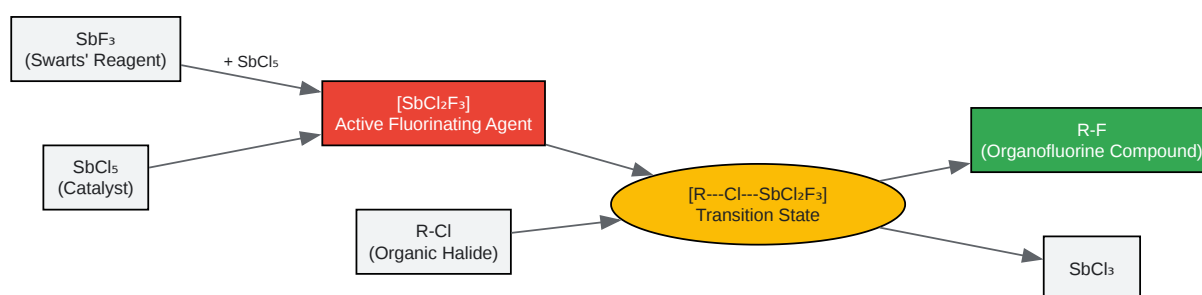 SbF₃
(Swarts' Reagent)
+ SbCl₅
SbCl₅
(Catalyst)
[SbCl₂F₃]
Active Fluorinating Agent
R-Cl
(Organic Halide)
[R---Cl---SbCl₂F₃]
Transition State
R-F
(Organofluorine Compound)
SbCl₃